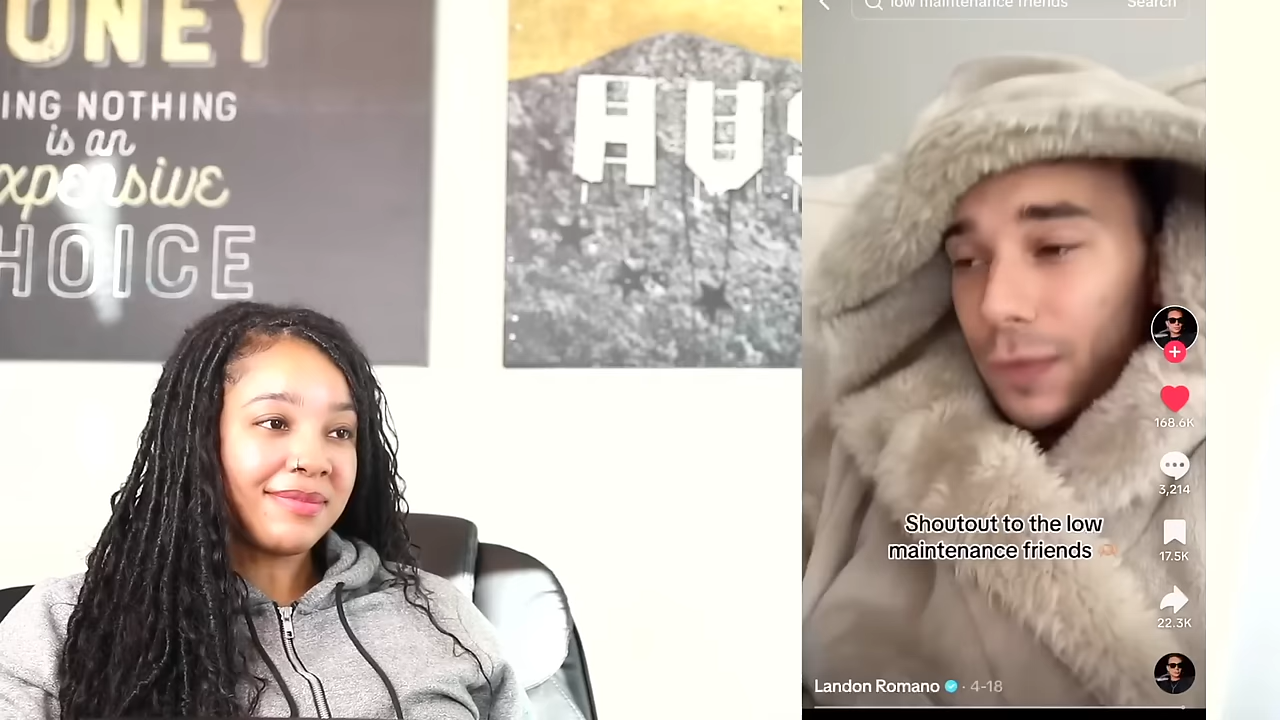 ONEY
ING NOTHING
is an
xpensive
HOICE
HUS
low maintenance friends
Search
168.6K
3,214
17.5K
22.3K
Shoutout to the low
maintenance friends 🫶🏼
Landon Romano · 4-18